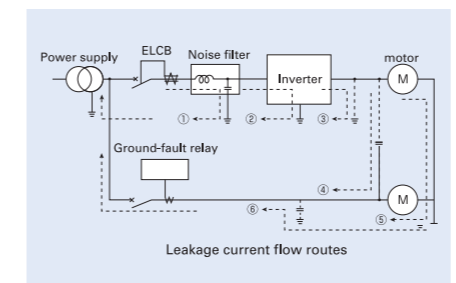 ELCB
Power supply
Noise filter
motor
Inverter
M
① ② ③
Ground-fault relay
④
M
⑥ ⑤
Leakage current flow routes